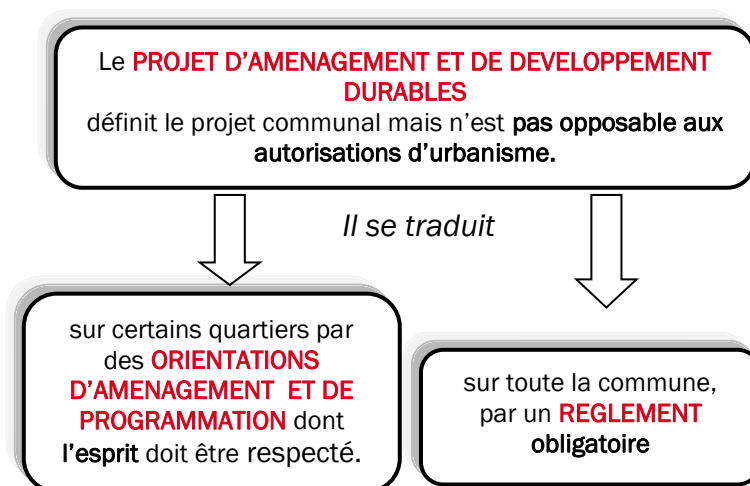 Le PROJET D'AMENAGEMENT ET DE DEVELOPPEMENT
DURABLES
définit le projet communal mais n'est pas opposable aux
autorisations d'urbanisme.
Il se traduit
sur certains quartiers par
des ORIENTATIONS
D'AMENAGEMENT ET DE
PROGRAMMATION dont
l'esprit doit être respecté.
sur toute la commune,
par un REGLEMENT
obligatoire